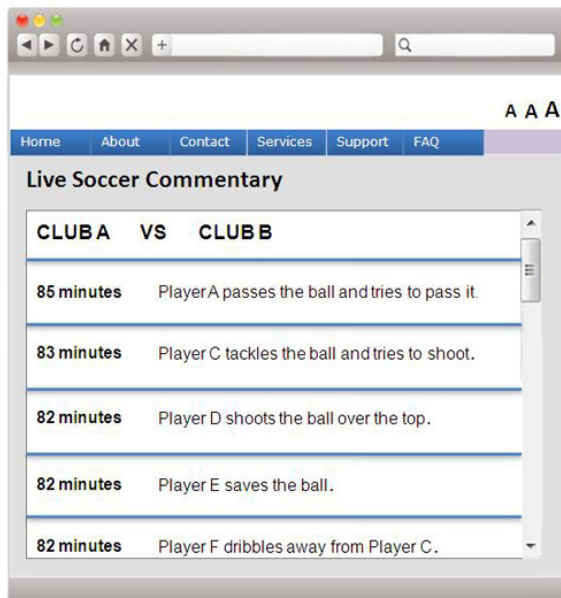 A A A
Home About Contact Services Support FAQ
Live Soccer Commentary
CLUB A VS CLUB B
85 minutes Player A passes the ball and tries to pass it.
83 minutes Player C tackles the ball and tries to shoot.
82 minutes Player D shoots the ball over the top.
82 minutes Player E saves the ball.
82 minutes Player F dribbles away from Player C.